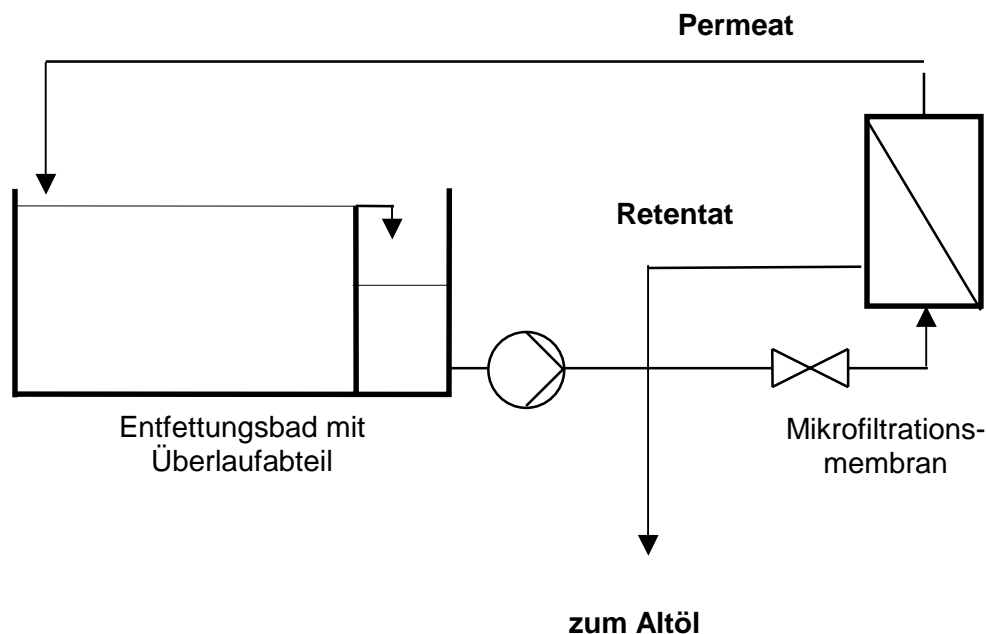 Permeat
Retentat
Entfettungsbad mit
Überlaufabteil
Mikrofiltrations-
membran
zum Altöl